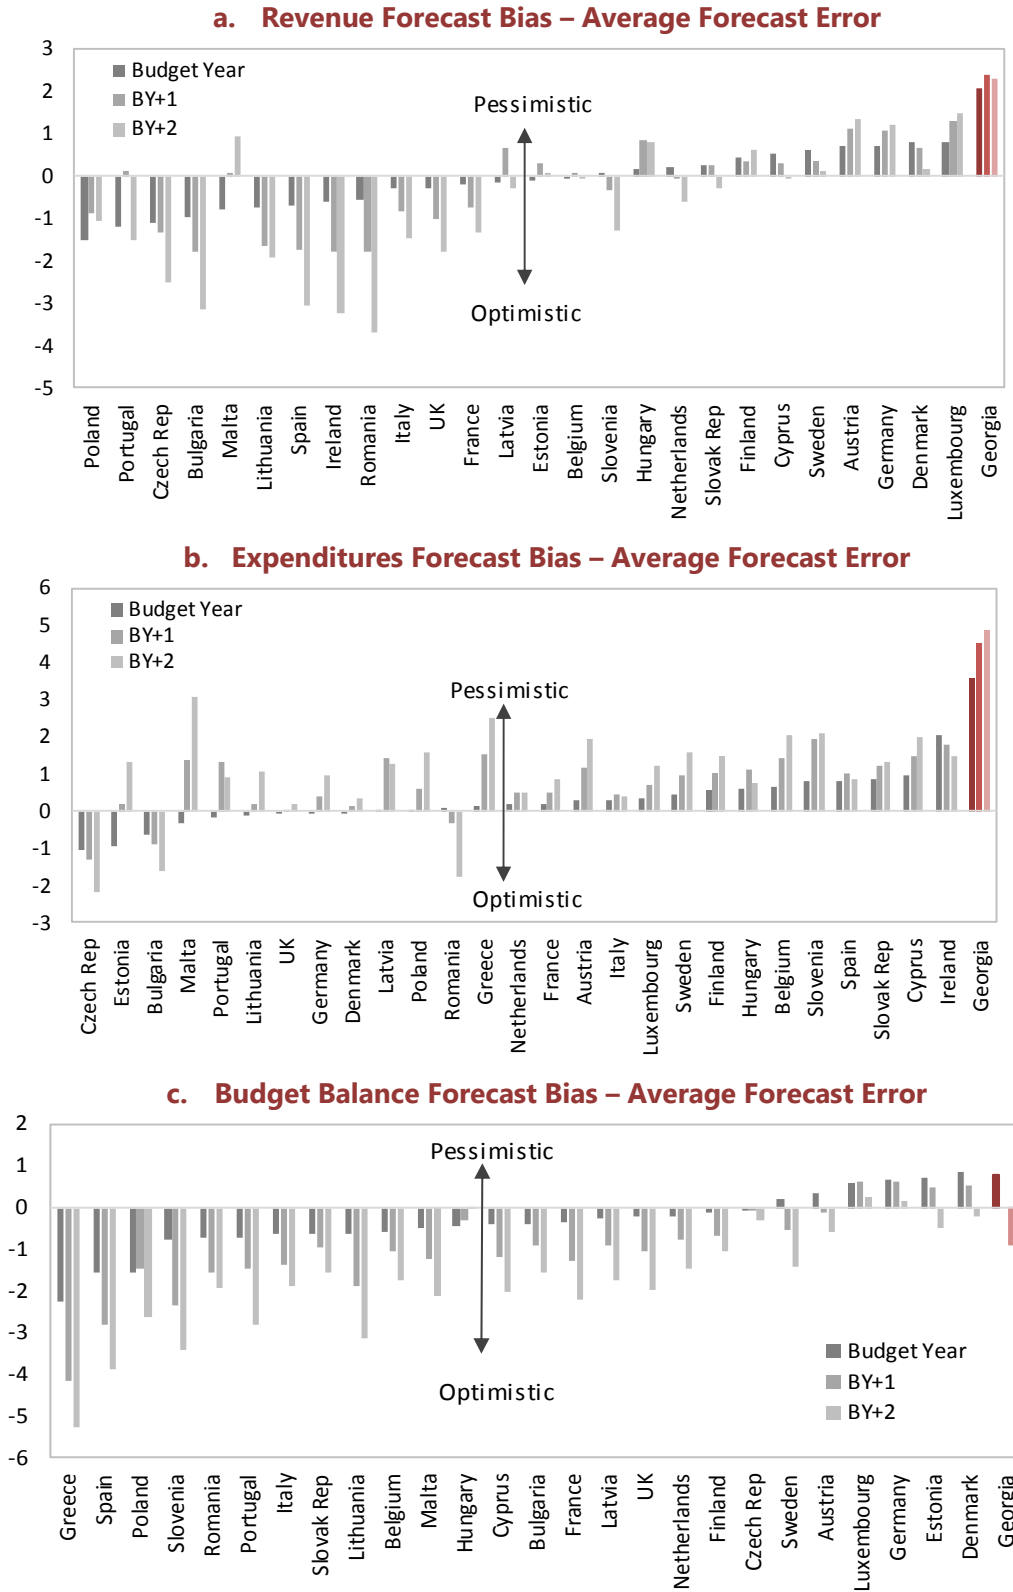 a. Revenue Forecast Bias – Average Forecast Error
3
2
1
0
-1
-2
-3
-4
-5
Budget Year
BY+1
BY+2
Pessimistic
Optimistic
Poland
Portugal
Czech Rep
Bulgaria
Malta
Lithuania
Spain
Ireland
Romania
Italy
UK
France
Latvia
Estonia
Belgium
Slovenia
Hungary
Netherlands
Slovak Rep
Finland
Cyprus
Sweden
Austria
Germany
Denmark
Luxembourg
Georgia
b. Expenditures Forecast Bias – Average Forecast Error
6
5
4
3
2
1
0
-1
-2
-3
Budget Year
BY+1
BY+2
Pessimistic
Optimistic
Czech Rep
Estonia
Bulgaria
Malta
Portugal
Lithuania
UK
Germany
Denmark
Latvia
Poland
Romania
Greece
Netherlands
France
Austria
Italy
Luxembourg
Sweden
Finland
Hungary
Belgium
Slovenia
Spain
Slovak Rep
Cyprus
Ireland
Georgia
c. Budget Balance Forecast Bias – Average Forecast Error
2
1
0
-1
-2
-3
-4
-5
-6
Pessimistic
Optimistic
Budget Year
BY+1
BY+2
Greece
Spain
Poland
Slovenia
Romania
Portugal
Italy
Slovak Rep
Lithuania
Belgium
Malta
Hungary
Cyprus
Bulgaria
France
Latvia
UK
Netherlands
Finland
Czech Rep
Sweden
Austria
Luxembourg
Germany
Estonia
Denmark
Georgia